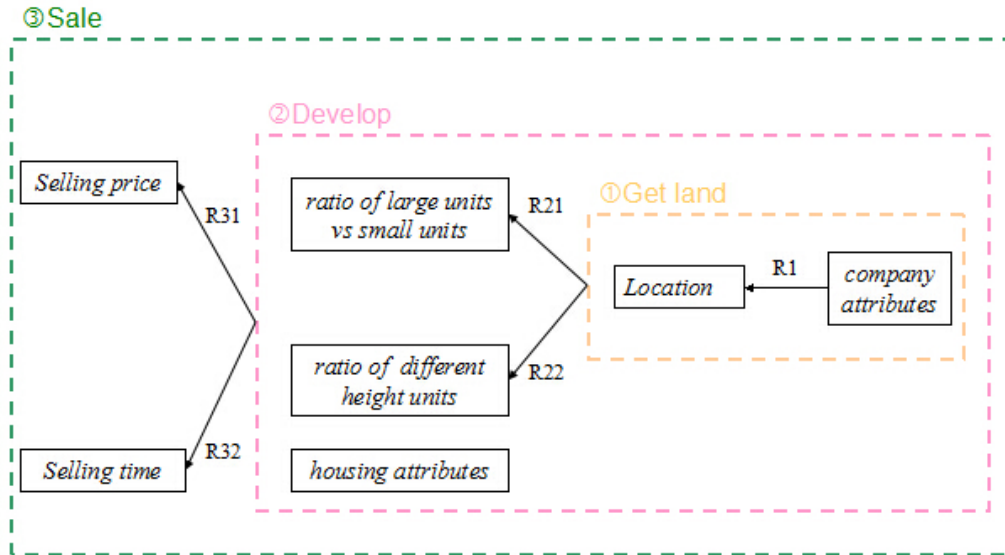 ③Sale
②Develop
①Get land
Selling price
R31
ratio of large units
vs small units
R21
Location
R1
company
attributes
ratio of different
height units
R22
Selling time
R32
housing attributes